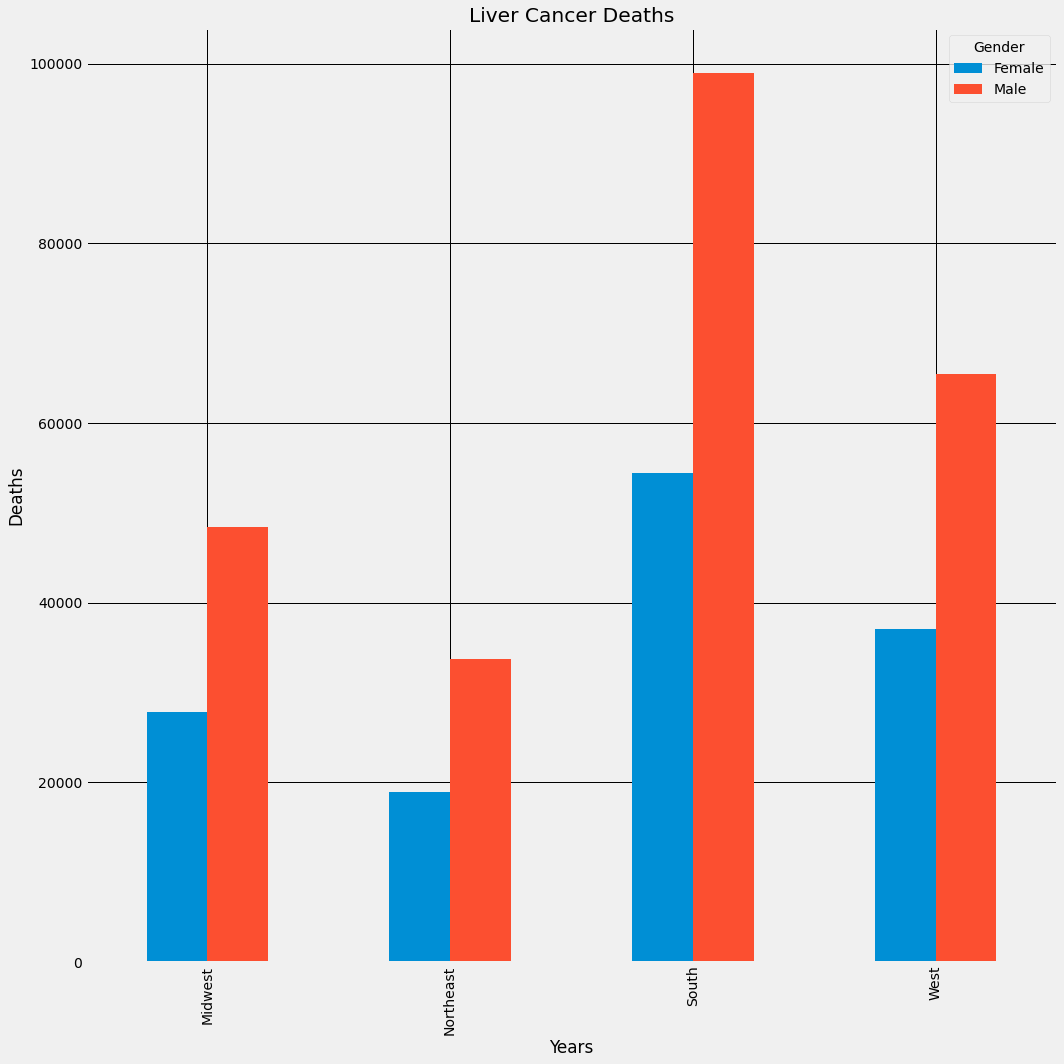 Liver Cancer Deaths
Gender
Female
Male
100000
80000
60000
40000
20000
0
Deaths
Midwest
Northeast
South
West
Years